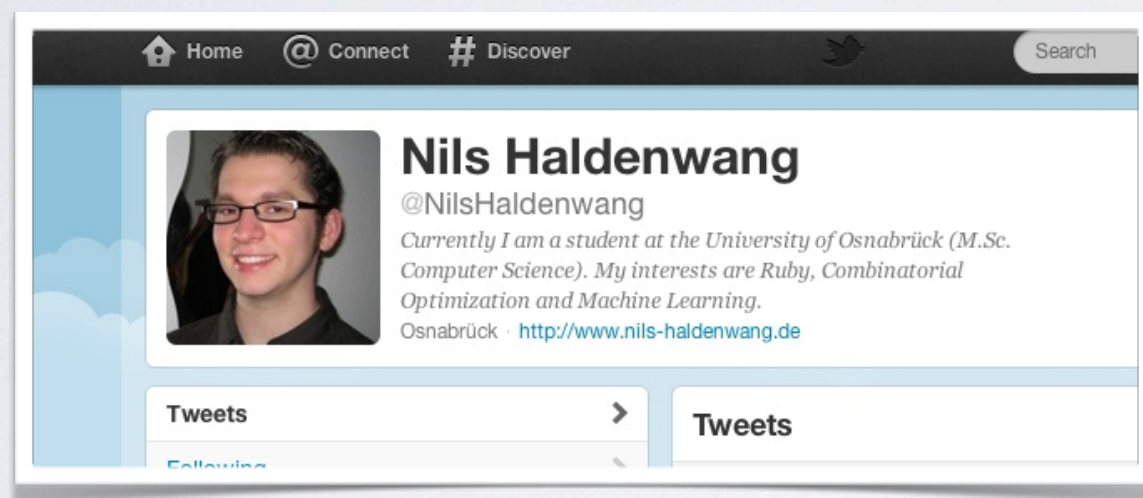 Home @ Connect # Discover Search
Nils Haldenwang
@NilsHaldenwang
Currently I am a student at the University of Osnabrück (M.Sc.
Computer Science). My interests are Ruby, Combinatorial
Optimization and Machine Learning.
Osnabrück · http://www.nils-haldenwang.de
Tweets
Tweets
Following